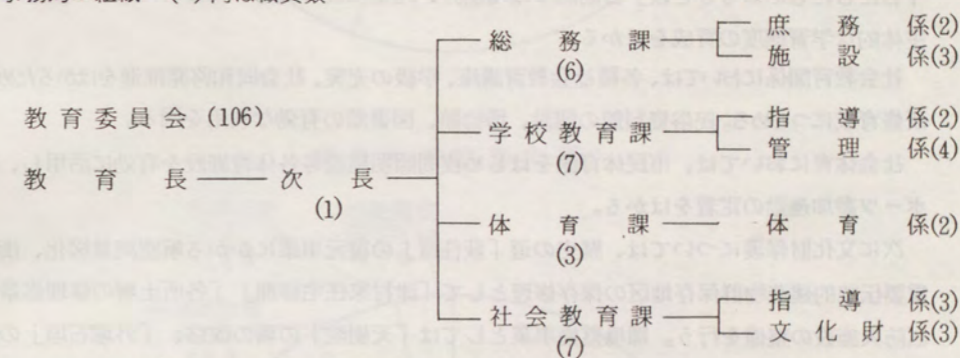 総務課 庶務係(2)
(6) 施設係(3)
教育委員会 (106)
学校教育課 指導係(2)
(7) 管理係(4)
教育長 次長
(1)
体育課 体育係(2)
(3)
社会教育課 指導係(3)
(7) 文化財係(3)